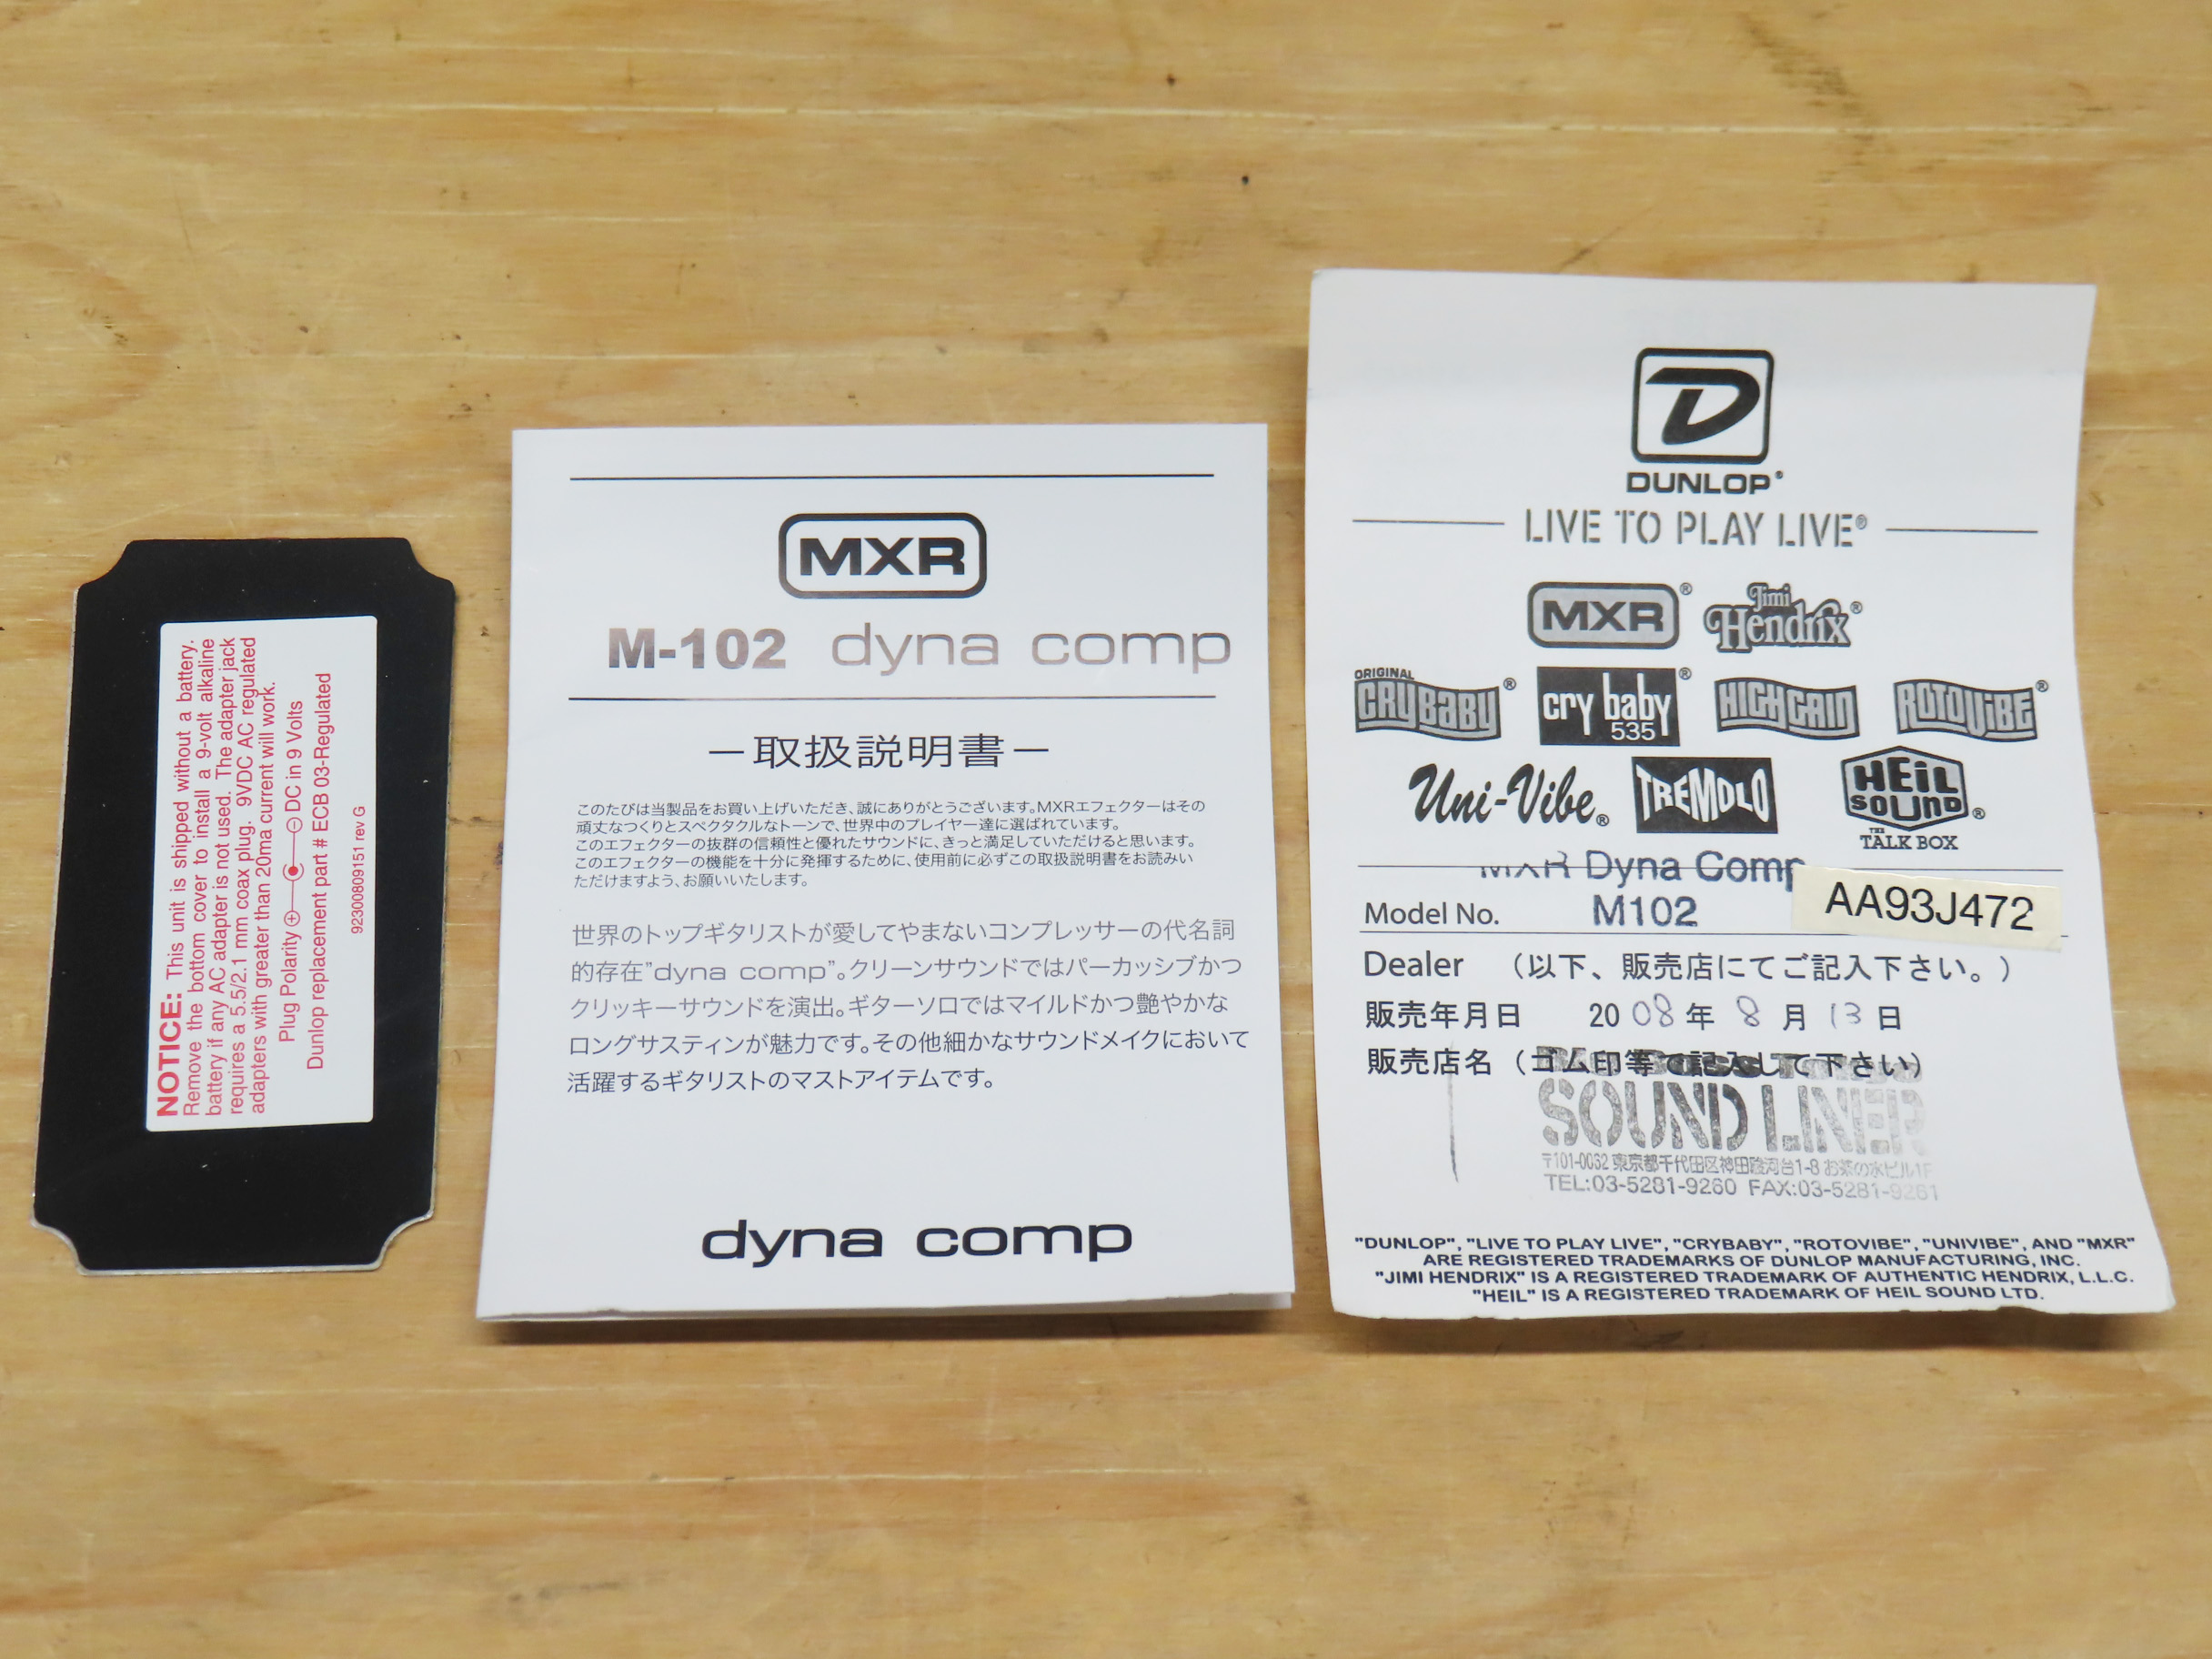 NOTICE: This unit is shipped without a battery.
Remove the bottom cover to install a 9-volt alkaline
battery if any AC adapter is not used. The adapter jack
requires a 5.5/2.1 mm coax plug. 9VDC AC regulated
adapters with greater than 20ma current will work.
Plug Polarity + - DC in 9 Volts
Dunlop replacement part # ECB 03-Regulated
92300809151 rev G
MXR
M-102 dyna comp
－取扱説明書－
このたびは当製品をお買い上げいただき、誠にありがとうございます。MXRエフェクターはその
頑丈なつくりとスペクタクルなトーンで、世界中のプレイヤー達に選ばれています。
このエフェクターの抜群の信頼性と優れたサウンドに、きっと満足していただけると思います。
このエフェクターの機能を十分に発揮するために、使用前に必ずこの取扱説明書をお読みい
ただけますよう、お願いいたします。
世界のトップギタリストが愛してやまないコンプレッサーの代名詞
的存在"dyna comp"。クリーンサウンドではパーカッシブかつ
クリッキーサウンドを演出。ギターソロではマイルドかつ艶やかな
ロングサスティンが魅力です。その他細かなサウンドメイクにおいて
活躍するギタリストのマストアイテムです。
dyna comp
D
DUNLOP®
LIVE TO PLAY LIVE®
MXR® Jimi Hendrix®
ORIGINAL CRYBABY® cry baby 535® HIGH GAIN ROTOVIBE®
Uni-Vibe® TREMOLO HEIL SOUND® THE TALK BOX
MXR Dyna Comp
Model No. M102 AA93J472
Dealer （以下、販売店にてご記入下さい。）
販売年月日 2008年 8月 13日
販売店名（ゴム印等で記入して下さい）
SOUND LINER
〒101-0062 東京都千代田区神田駿河台1-8 お茶の水ビル1F
TEL:03-5281-9260 FAX:03-5281-9261
"DUNLOP", "LIVE TO PLAY LIVE", "CRYBABY", "ROTOVIBE", "UNIVIBE", AND "MXR"
ARE REGISTERED TRADEMARKS OF DUNLOP MANUFACTURING, INC.
"JIMI HENDRIX" IS A REGISTERED TRADEMARK OF AUTHENTIC HENDRIX, L.L.C.
"HEIL" IS A REGISTERED TRADEMARK OF HEIL SOUND LTD.